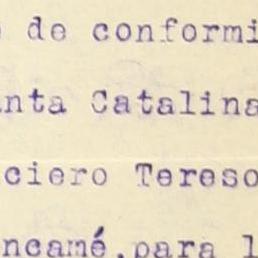 de conformi
nta Catalina
ciero Tereso
ncamé,para l